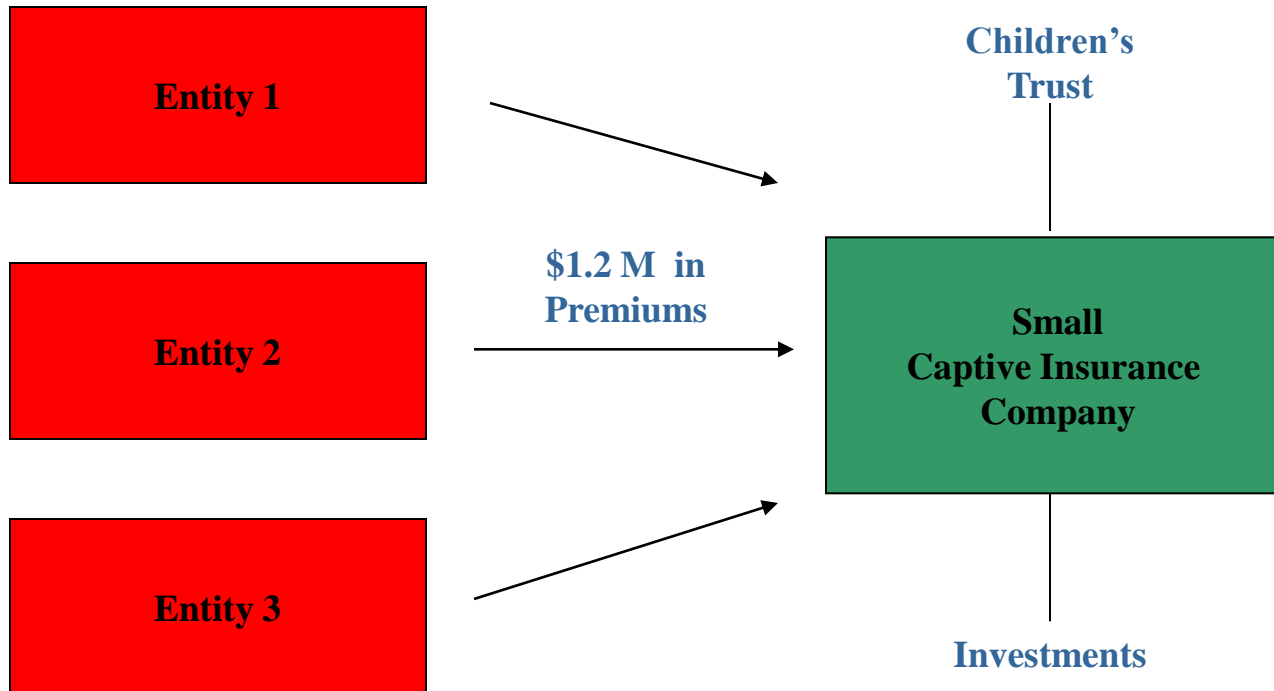 Entity 1
Children’s
Trust
Entity 2
$1.2 M  in
Premiums
Small
Captive Insurance
Company
Entity 3
Investments